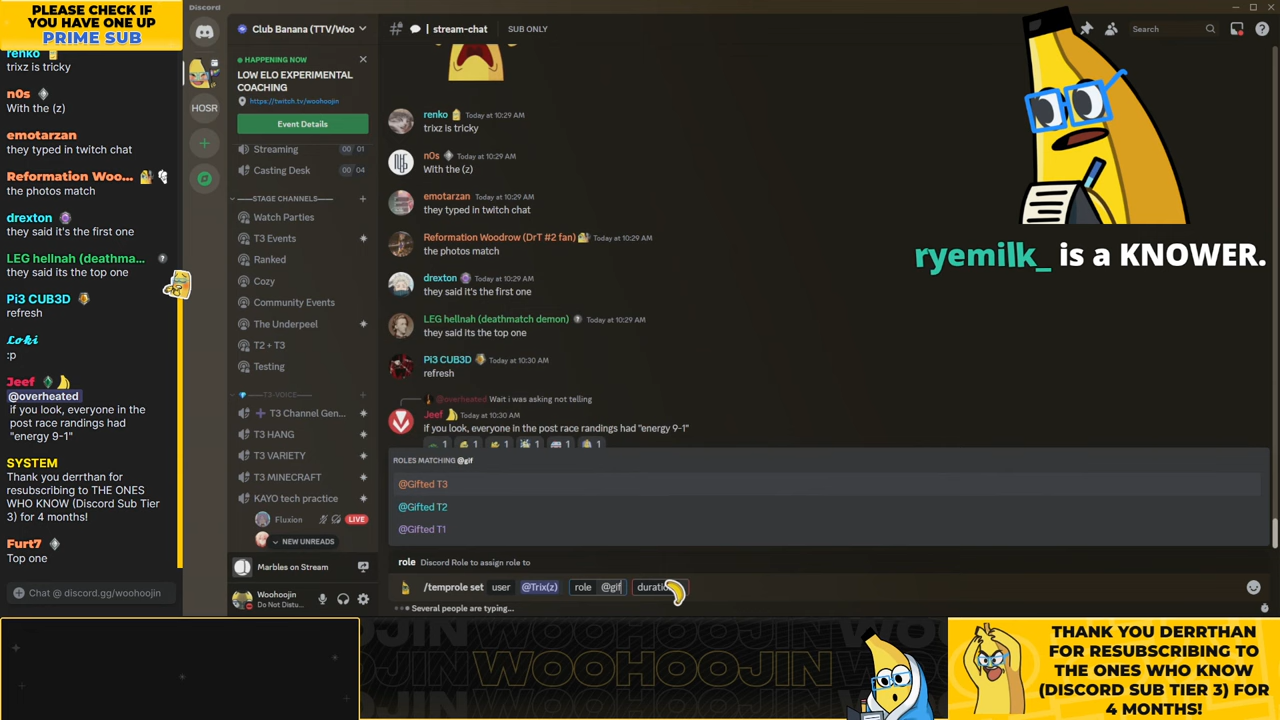 PLEASE CHECK IF
YOU HAVE ONE UP
PRIME SUB
renko
trixz is tricky
n0s
With the (z)
emotarzan
they typed in twitch chat
Reformation Woo...
the photos match
drexton
they said it's the first one
LEG hellnah (deathma...
they said its the top one
Pi3 CUB3D
refresh
Loki
:p
Jeef
@overheated
if you look, everyone in the
post race randings had
"energy 9-1"
SYSTEM
Thank you derrthan for
resubscribing to THE ONES
WHO KNOW (Discord Sub Tier
3) for 4 months!
Furt7
Top one
Chat @ discord.gg/woohoojin
Discord
HOSR
Club Banana (TTV/Woo
HAPPENING NOW
LOW ELO EXPERIMENTAL
COACHING
https://twitch.tv/woohoojin
Event Details
Streaming 00 01
Casting Desk 00 04
STAGE CHANNELS
Watch Parties
T3 Events
Ranked
Cozy
Community Events
The Underpeel
T2 + T3
Testing
T3-VOICE
T3 Channel Gen...
T3 HANG
T3 VARIETY
T3 MINECRAFT
KAYO tech practice
Fluxion LIVE
NEW UNREADS
Marbles on Stream
Woohoojin
Do Not Distu...
stream-chat SUB ONLY
Search
renko Today at 10:29 AM
trixz is tricky
n0s Today at 10:29 AM
With the (z)
emotarzan Today at 10:29 AM
they typed in twitch chat
Reformation Woodrow (DrT #2 fan) Today at 10:29 AM
the photos match
drexton Today at 10:29 AM
they said it's the first one
LEG hellnah (deathmatch demon) Today at 10:29 AM
they said its the top one
Pi3 CUB3D Today at 10:30 AM
refresh
@overheated Wait i was asking not telling
Jeef Today at 10:30 AM
if you look, everyone in the post race randings had "energy 9-1"
1 1 1 1 1 1
ROLES MATCHING @gif
@Gifted T3
@Gifted T2
@Gifted T1
role Discord Role to assign role to
/temprole set user @Trix(z) role @gif
Several people are typing...
ryemilk_ is a KNOWER.
WOOHOOJIN
THANK YOU DERRTHAN
FOR RESUBSCRIBING TO
THE ONES WHO KNOW
(DISCORD SUB TIER 3) FOR
4 MONTHS!